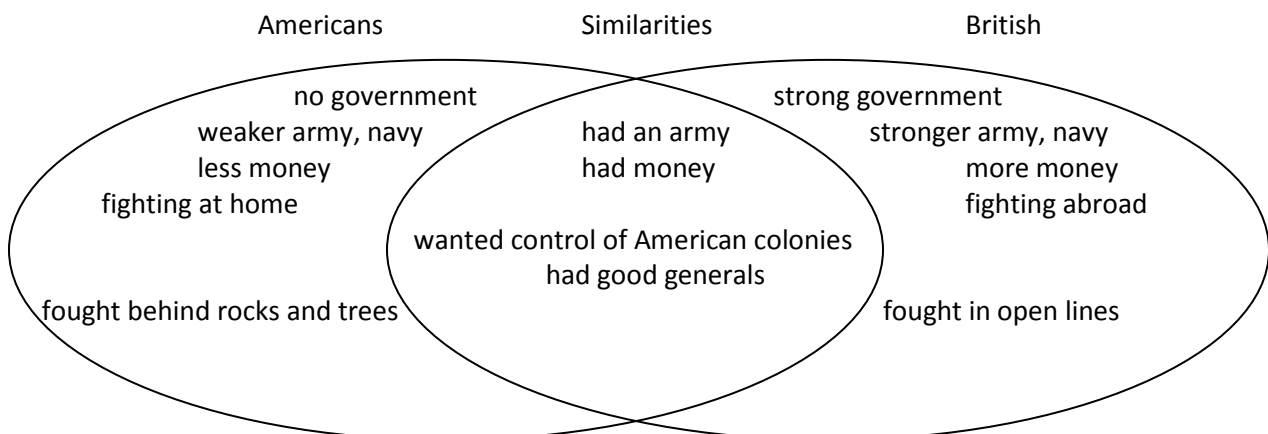 Americans Similarities British
no government strong government
weaker army, navy had an army stronger army, navy
less money had money more money
fighting at home fighting abroad
wanted control of American colonies
had good generals
fought behind rocks and trees fought in open lines